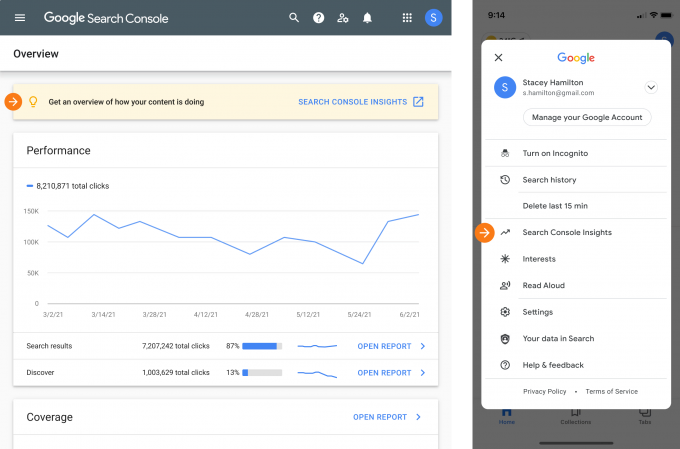 Google Search Console
S
Overview
Get an overview of how your content is doing
SEARCH CONSOLE INSIGHTS
Performance
8,210,871 total clicks
150K
100K
50K
0
3/2/21 3/14/21 3/28/21 4/12/21 4/28/21 5/12/21 5/24/21 6/2/21
Search results 7,207,242 total clicks 87% OPEN REPORT
Discover 1,003,629 total clicks 13% OPEN REPORT
Coverage OPEN REPORT
9:14
Google
S
Stacey Hamilton
s.hamilton@gmail.com
Manage your Google Account
Turn on Incognito
Search history
Delete last 15 min
Search Console Insights
Interests
Read Aloud
Settings
Your data in Search
Help & feedback
Privacy Policy • Terms of Service
Home Collections Tabs